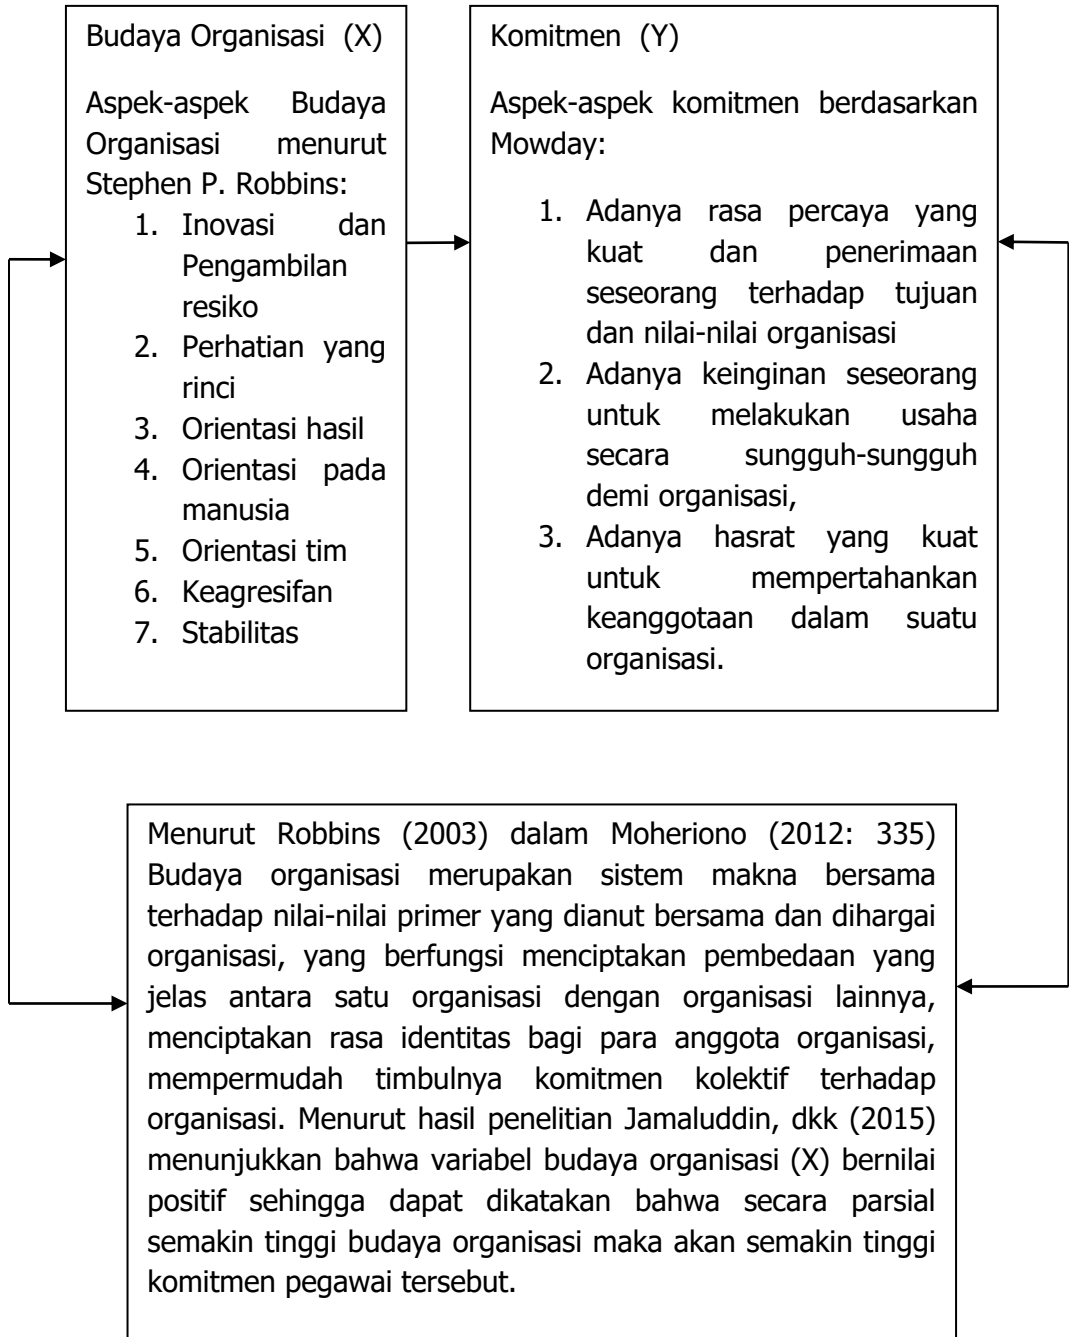 Budaya Organisasi (X)
Aspek-aspek Budaya
Organisasi menurut
Stephen P. Robbins:
1. Inovasi dan
Pengambilan
resiko
2. Perhatian yang
rinci
3. Orientasi hasil
4. Orientasi pada
manusia
5. Orientasi tim
6. Keagresifan
7. Stabilitas
Komitmen (Y)
Aspek-aspek komitmen berdasarkan
Mowday:
1. Adanya rasa percaya yang
kuat dan penerimaan
seseorang terhadap tujuan
dan nilai-nilai organisasi
2. Adanya keinginan seseorang
untuk melakukan usaha
secara sungguh-sungguh
demi organisasi,
3. Adanya hasrat yang kuat
untuk mempertahankan
keanggotaan dalam suatu
organisasi.
Menurut Robbins (2003) dalam Moheriono (2012: 335)
Budaya organisasi merupakan sistem makna bersama
terhadap nilai-nilai primer yang dianut bersama dan dihargai
organisasi, yang berfungsi menciptakan pembedaan yang
jelas antara satu organisasi dengan organisasi lainnya,
menciptakan rasa identitas bagi para anggota organisasi,
mempermudah timbulnya komitmen kolektif terhadap
organisasi. Menurut hasil penelitian Jamaluddin, dkk (2015)
menunjukkan bahwa variabel budaya organisasi (X) bernilai
positif sehingga dapat dikatakan bahwa secara parsial
semakin tinggi budaya organisasi maka akan semakin tinggi
komitmen pegawai tersebut.